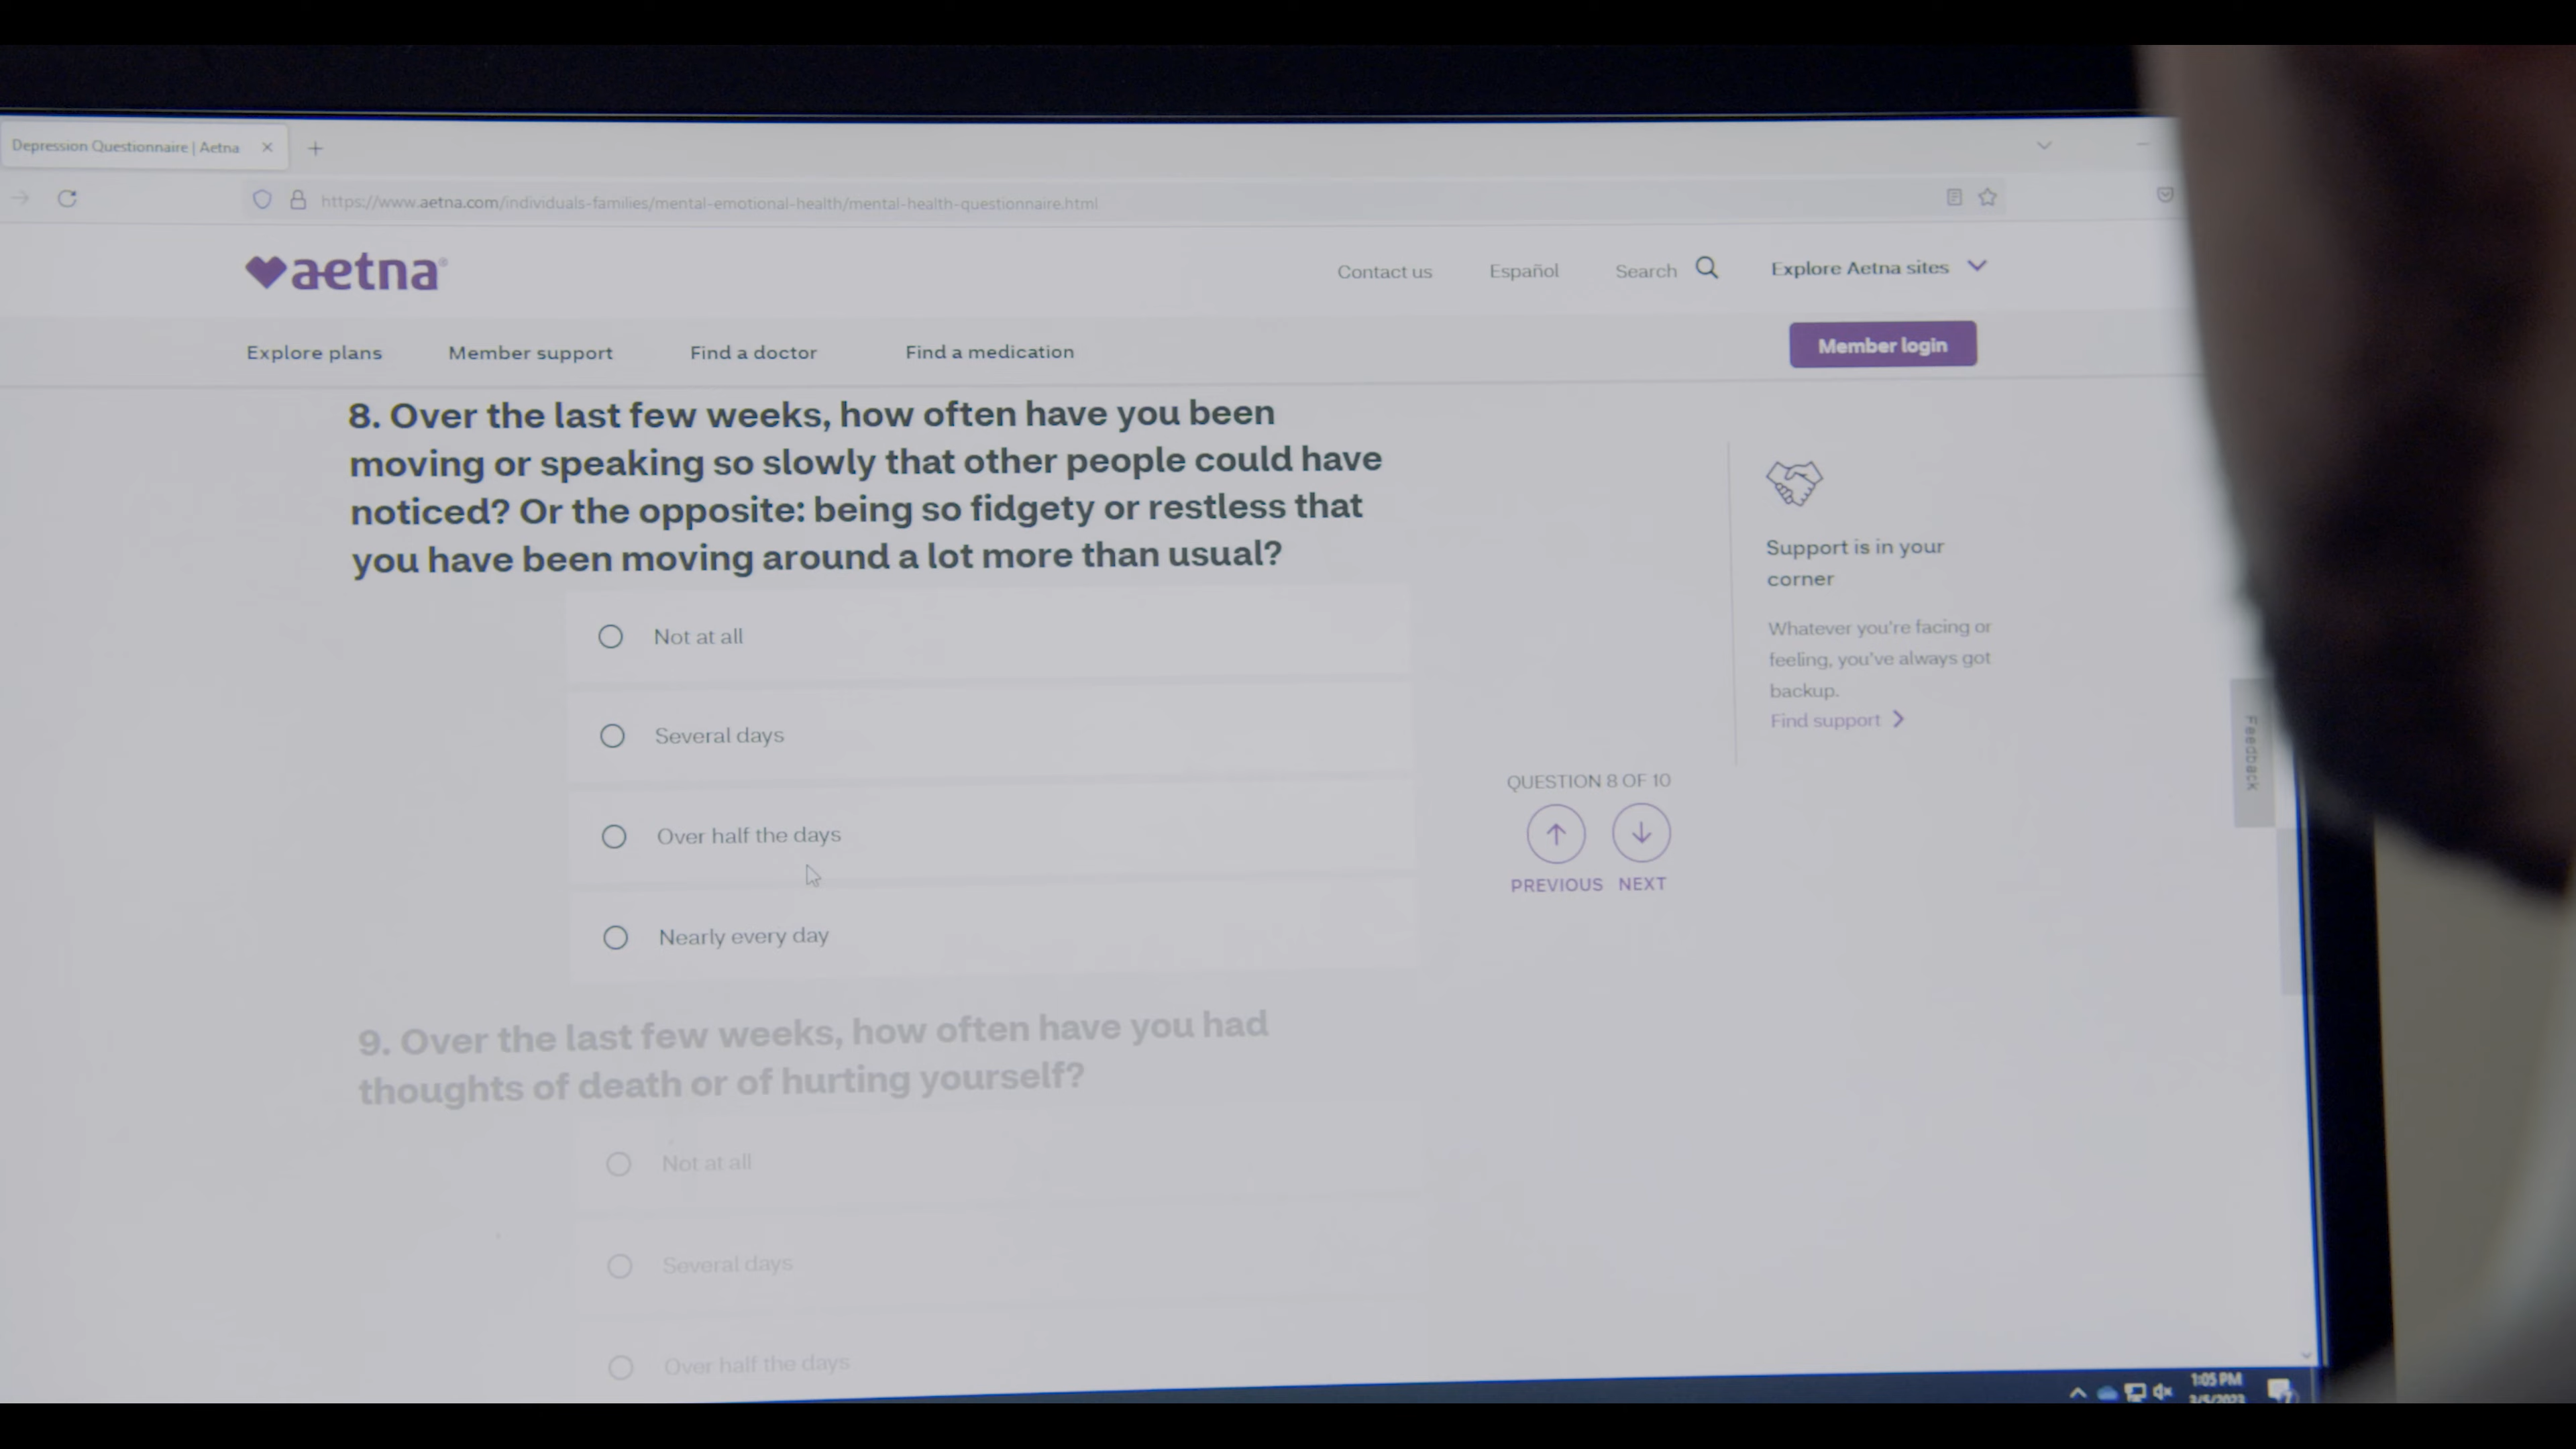 Depression Questionnaire | Aetna
https://www.aetna.com/individuals-families/mental-emotional-health/mental-health-questionnaire.html
aetna®
Contact us
Español
Search
Explore Aetna sites
Explore plans
Member support
Find a doctor
Find a medication
Member login
8. Over the last few weeks, how often have you been
moving or speaking so slowly that other people could have
noticed? Or the opposite: being so fidgety or restless that
you have been moving around a lot more than usual?
Not at all
Several days
Over half the days
Nearly every day
Support is in your
corner
Whatever you're facing or
feeling, you've always got
backup.
Find support
Feedback
QUESTION 8 OF 10
PREVIOUS
NEXT
9. Over the last few weeks, how often have you had
thoughts of death or of hurting yourself?
Not at all
Several days
Over half the days
1:05 PM